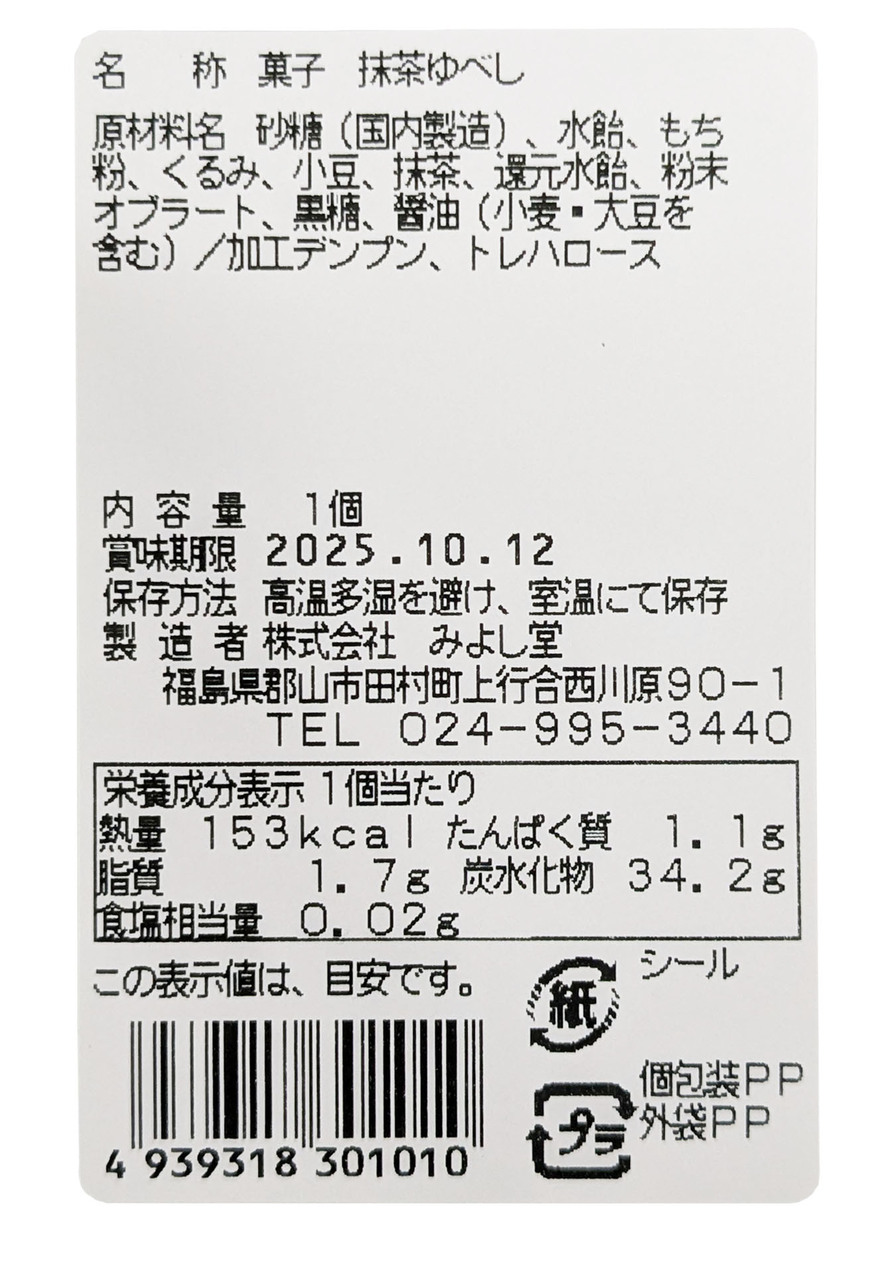 名　称　菓子　抹茶ゆべし
原材料名　砂糖（国内製造）、水飴、もち
粉、くるみ、小豆、抹茶、還元水飴、粉末
オブラート、黒糖、醤油（小麦・大豆を
含む）／加工デンプン、トレハロース
内容量　1個
賞味期限　2025.10.12
保存方法　高温多湿を避け、室温にて保存
製造者　株式会社　みよし堂
福島県郡山市田村町上行合西川原90-1
TEL　024-995-3440
栄養成分表示　1個当たり
熱量　153kcal　たんぱく質　1.1g
脂質　1.7g　炭水化物　34.2g
食塩相当量　0.02g
この表示値は、目安です。
紙　シール
プラ　個包装PP
外袋PP
4 939318 301010